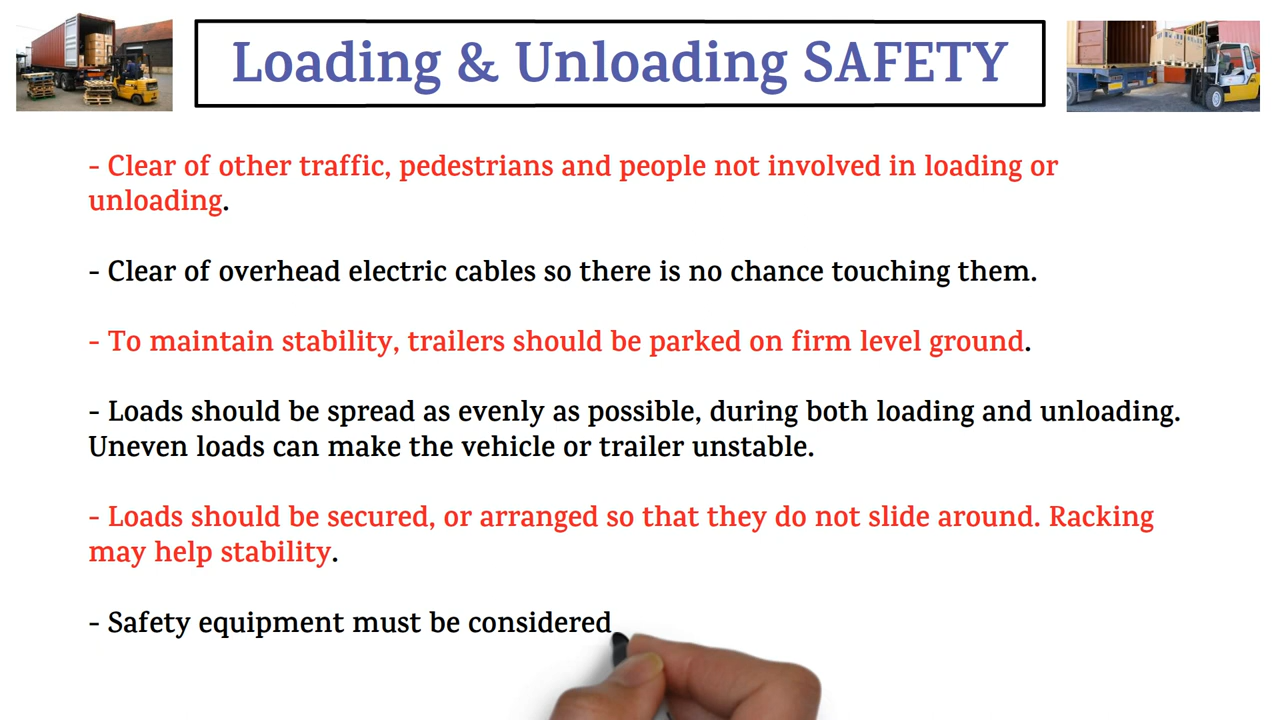 Loading & Unloading SAFETY
- Clear of other traffic, pedestrians and people not involved in loading or
unloading.
- Clear of overhead electric cables so there is no chance touching them.
- To maintain stability, trailers should be parked on firm level ground.
- Loads should be spread as evenly as possible, during both loading and unloading.
Uneven loads can make the vehicle or trailer unstable.
- Loads should be secured, or arranged so that they do not slide around. Racking
may help stability.
- Safety equipment must be considered